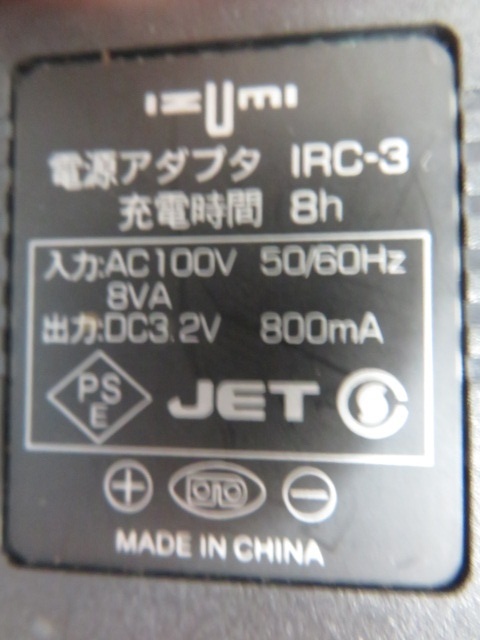 IZUMI
電源アダプタ IRC-3
充電時間 8h
入力:AC100V 50/60Hz
8VA
出力:DC3.2V 800mA
PS
E
JET S
+ -
MADE IN CHINA